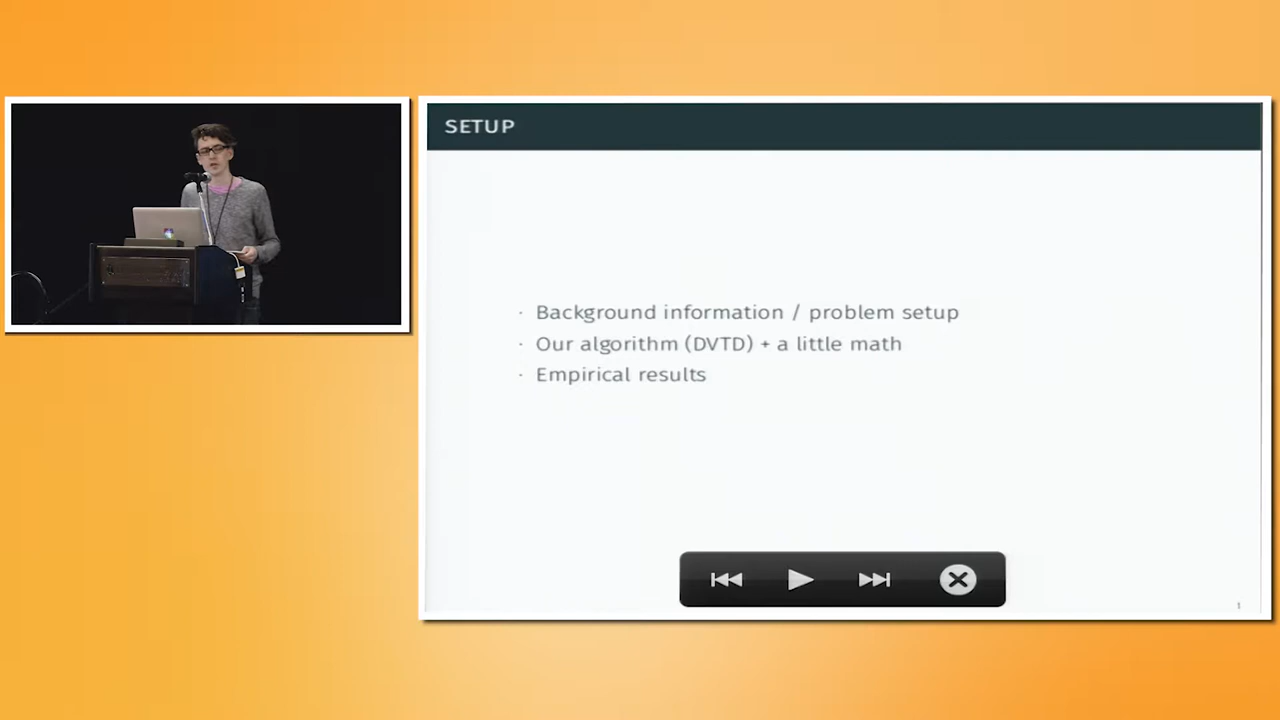 SETUP
· Background information / problem setup
· Our algorithm (DVTD) + a little math
· Empirical results
1